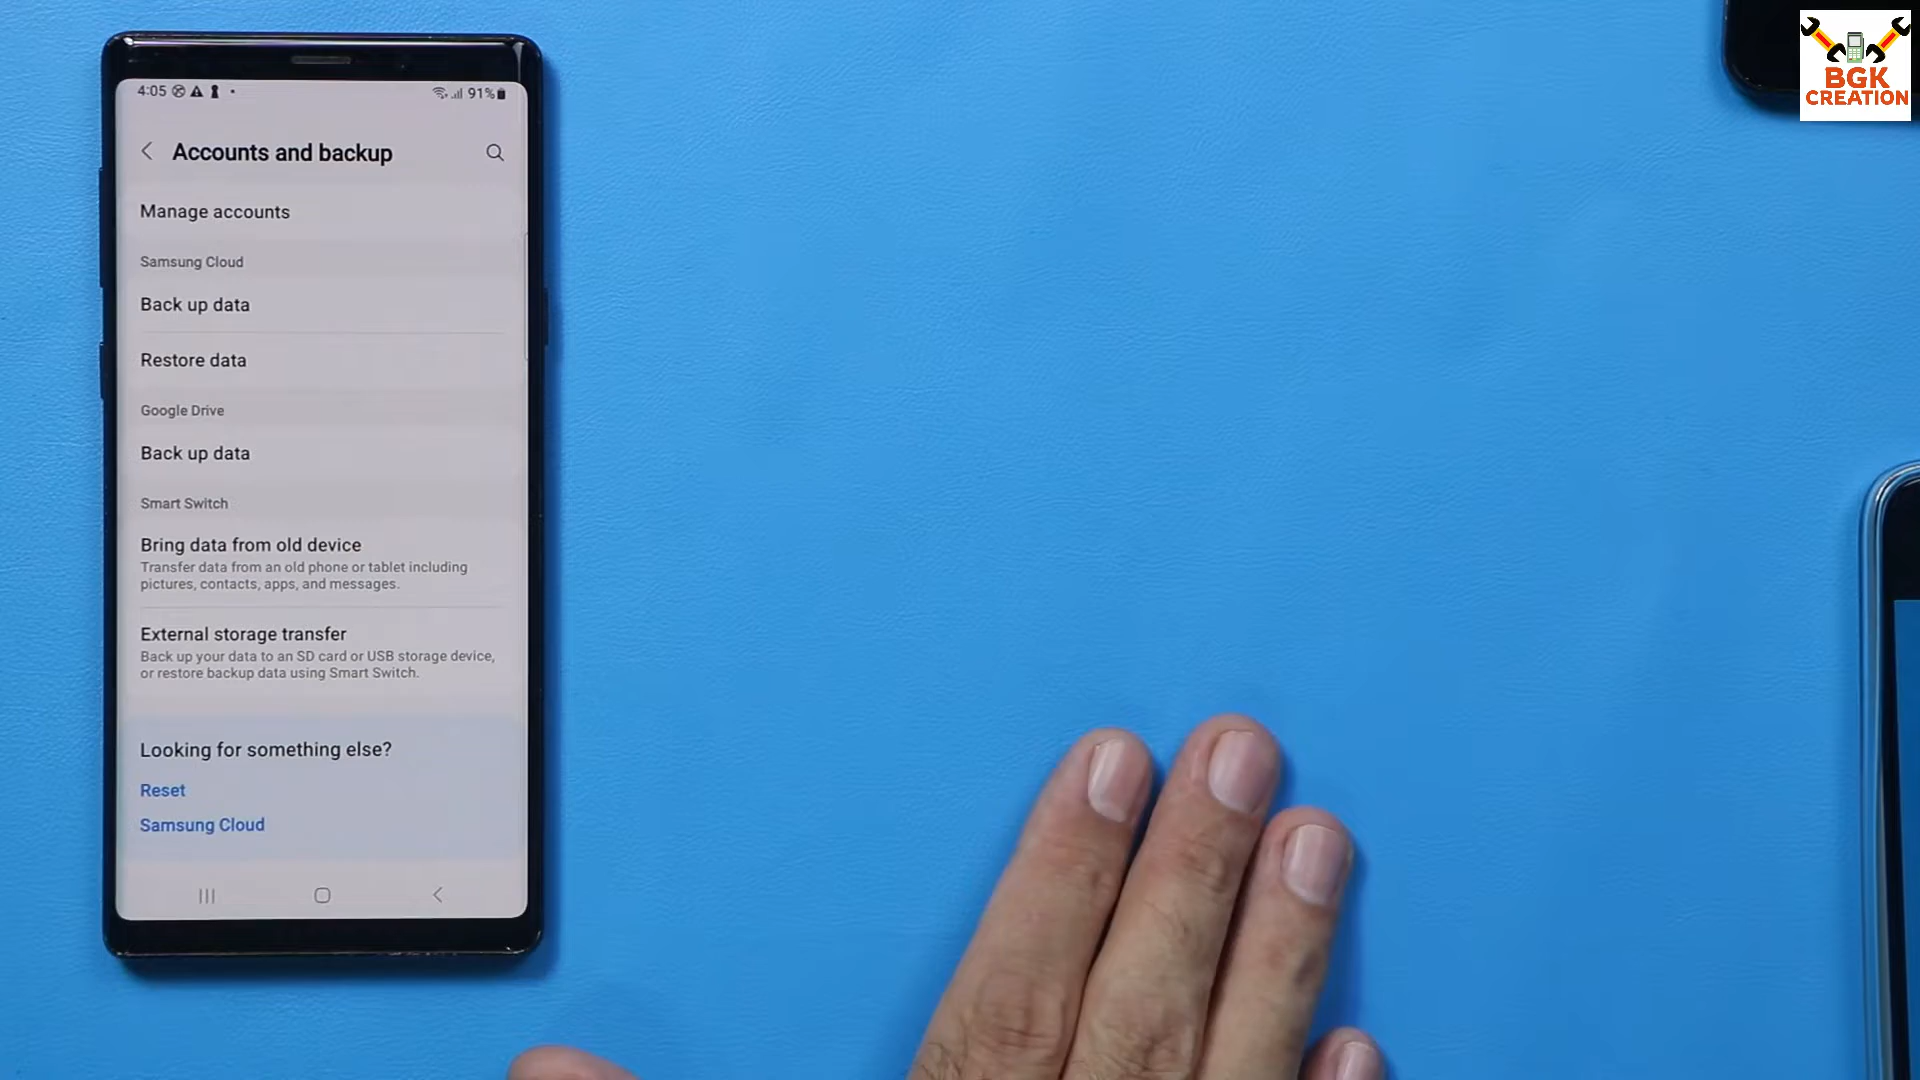 4:05
91%
Accounts and backup
Manage accounts
Samsung Cloud
Back up data
Restore data
Google Drive
Back up data
Smart Switch
Bring data from old device
Transfer data from an old phone or tablet including
pictures, contacts, apps, and messages.
External storage transfer
Back up your data to an SD card or USB storage device,
or restore backup data using Smart Switch.
Looking for something else?
Reset
Samsung Cloud
BGK
CREATION